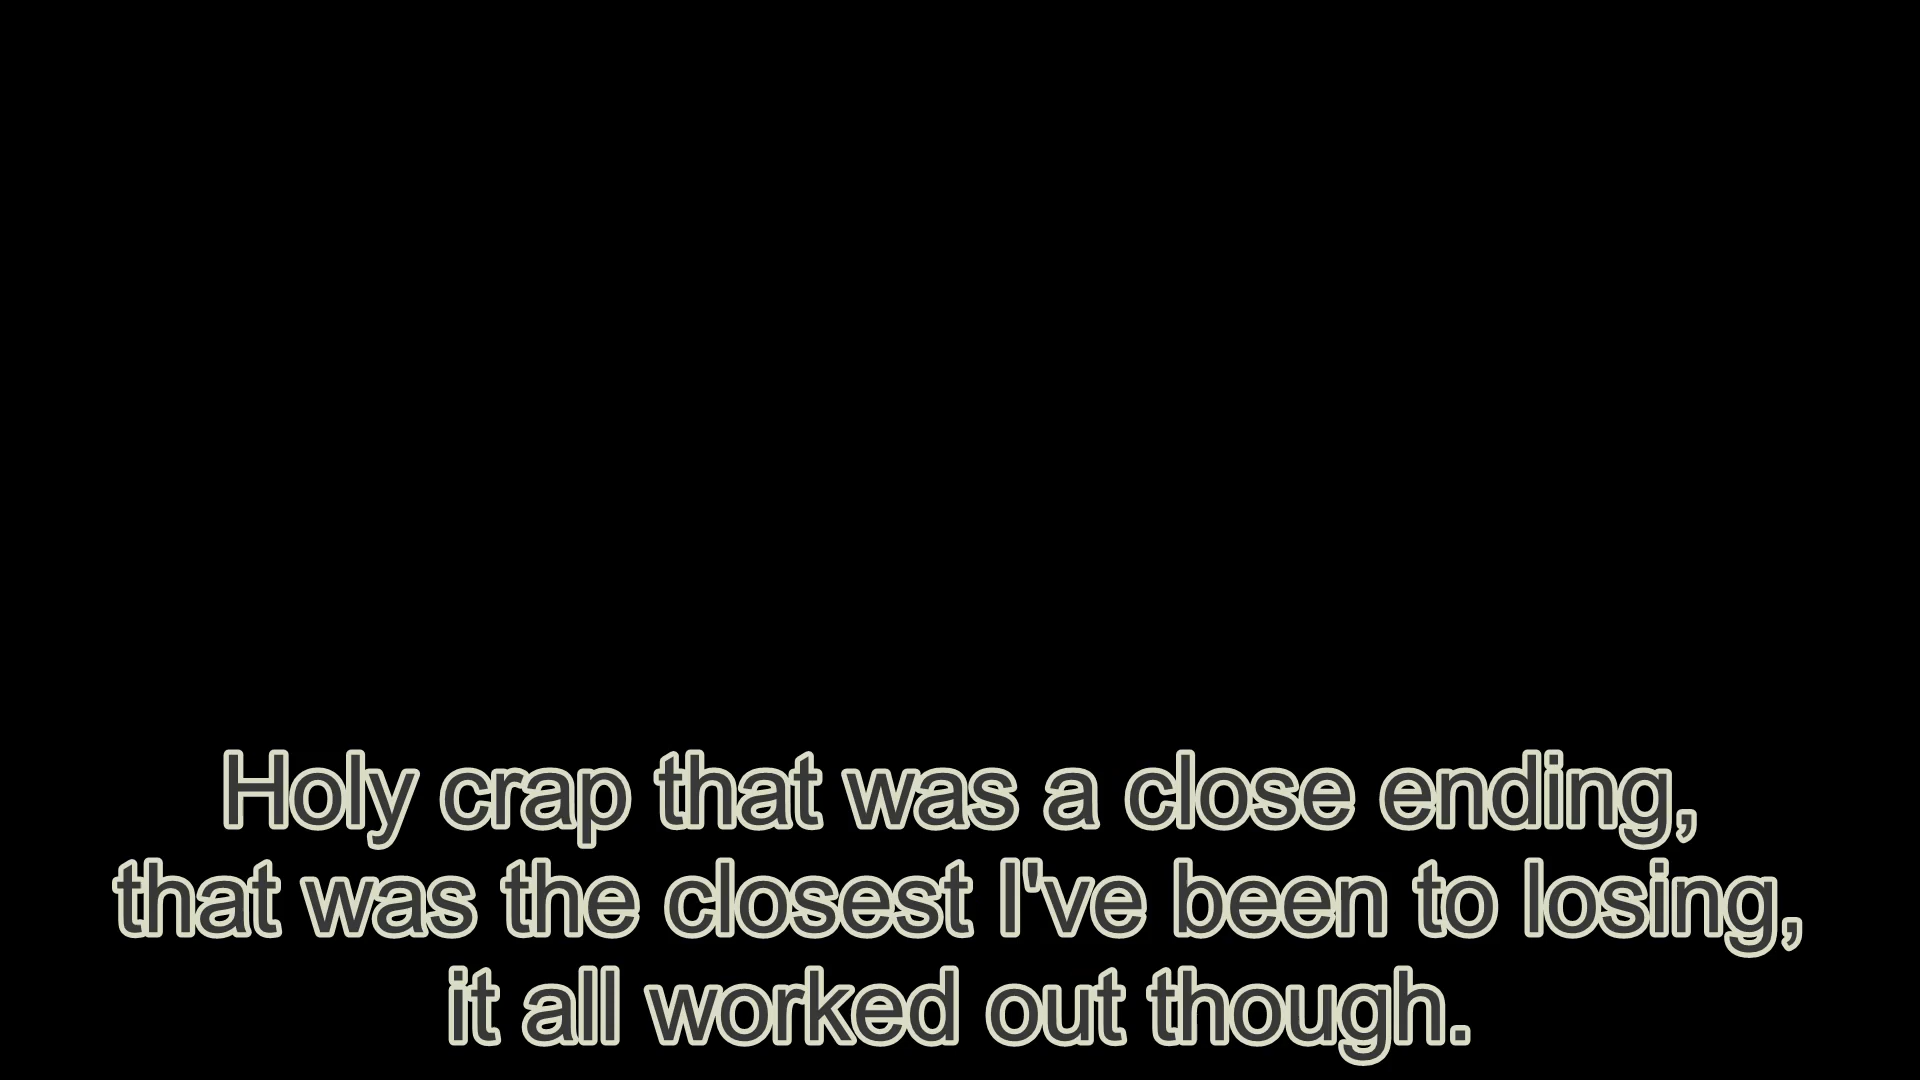 Holy crap that was a close ending,
that was the closest I've been to losing,
it all worked out though.